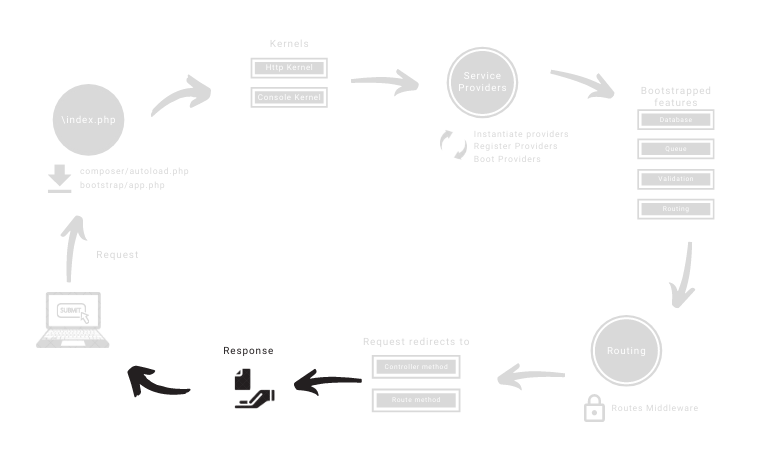 Kernels
Http Kernel
Console Kernel
Service
Providers
Instantiate providers
Register Providers
Boot Providers
Bootstrapped
features
Database
Queue
Validation
Routing
\index.php
composer/autoload.php
bootstrap/app.php
Request
SUBMIT
Response
Request redirects to
Controller method
Route method
Routing
Routes Middleware